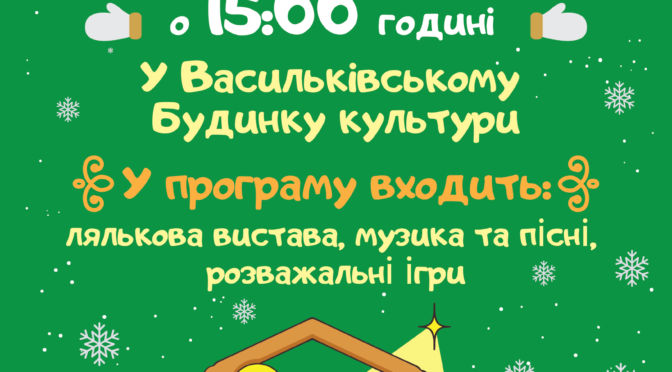 о 15:00 годині
У Васильківському
Будинку культури
У програму входить:
лялькова вистава, музика та пісні,
розважальні ігри